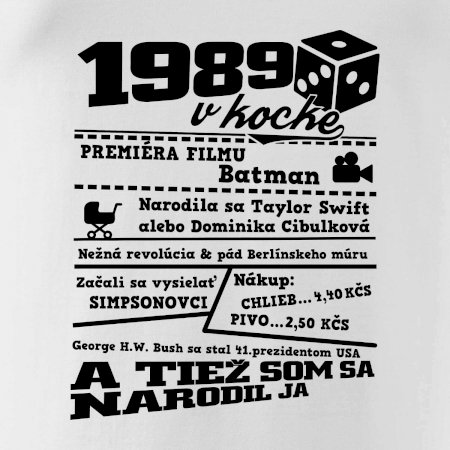 1989
v kocke
PREMIÉRA FILMU
Batman
Narodila sa Taylor Swift
alebo Dominika Cibulková
Nežná revolúcia & pád Berlínskeho múru
Začali sa vysielať
SIMPSONOVCI
Nákup:
CHLIEB... 4,40 KČS
PIVO...2,50 KČS
George H.W. Bush sa stal 41.prezidentom USA
A TIEŽ SOM SA
NARODIL JA